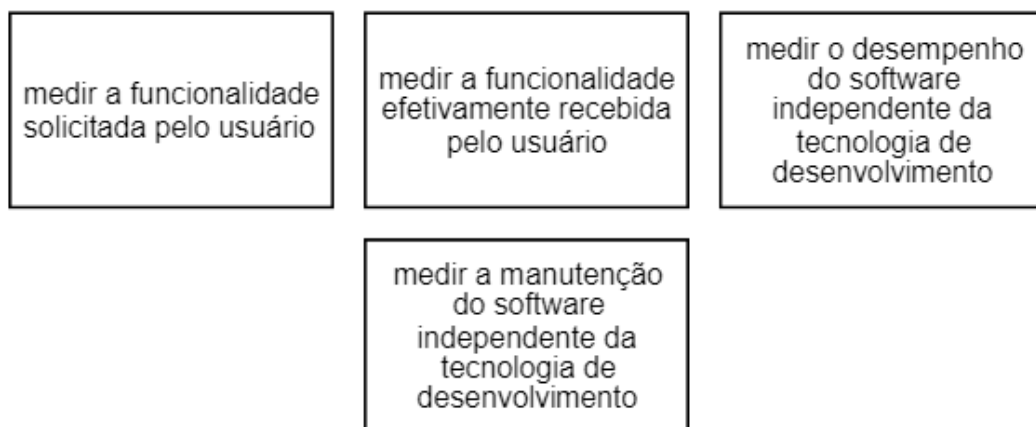 medir a funcionalidade
solicitada pelo usuário
medir a funcionalidade
efetivamente recebida
pelo usuário
medir o desempenho
do software
independente da
tecnologia de
desenvolvimento
medir a manutenção
do software
independente da
tecnologia de
desenvolvimento